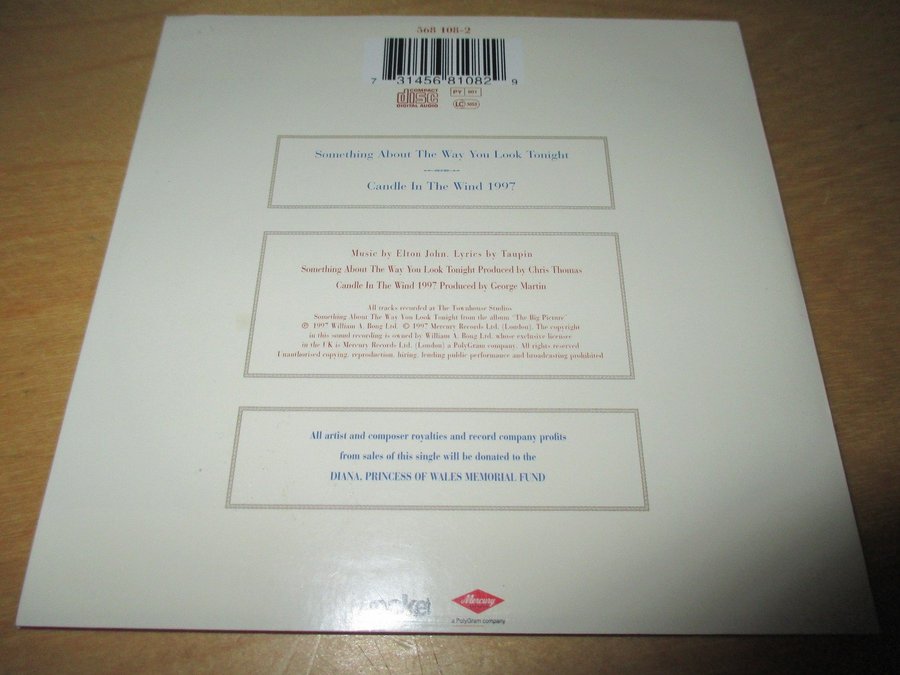 568 108-2
7 31456 81082 9
COMPACT
disc
DIGITAL AUDIO
PY 001
LC
Something About The Way You Look Tonight
Candle In The Wind 1997
Music by Elton John. Lyrics by Taupin
Something About The Way You Look Tonight Produced by Chris Thomas
Candle In The Wind 1997 Produced by George Martin
All tracks recorded at The Townhouse Studios
Something About The Way You Look Tonight from the album 'The Big Picture'
℗ 1997 William A. Bong Ltd. © 1997 Mercury Records Ltd. (London). The copyright
in this sound recording is owned by William A. Bong Ltd. whose exclusive licensee
in the UK is Mercury Records Ltd. (London) a PolyGram company. All rights reserved
Unauthorised copying, reproduction, hiring, lending public performance and broadcasting prohibited
All artist and composer royalties and record company profits
from sales of this single will be donated to the
DIANA, PRINCESS OF WALES MEMORIAL FUND
rocket
Mercury
a PolyGram company